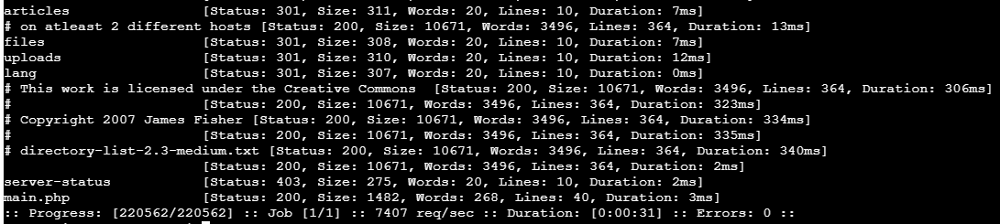 articles [Status: 301, Size: 311, Words: 20, Lines: 10, Duration: 7ms]
# on atleast 2 different hosts [Status: 200, Size: 10671, Words: 3496, Lines: 364, Duration: 13ms]
files [Status: 301, Size: 308, Words: 20, Lines: 10, Duration: 7ms]
uploads [Status: 301, Size: 310, Words: 20, Lines: 10, Duration: 12ms]
lang [Status: 301, Size: 307, Words: 20, Lines: 10, Duration: 0ms]
# This work is licensed under the Creative Commons [Status: 200, Size: 10671, Words: 3496, Lines: 364, Duration: 306ms]
# [Status: 200, Size: 10671, Words: 3496, Lines: 364, Duration: 323ms]
# Copyright 2007 James Fisher [Status: 200, Size: 10671, Words: 3496, Lines: 364, Duration: 334ms]
# [Status: 200, Size: 10671, Words: 3496, Lines: 364, Duration: 335ms]
# directory-list-2.3-medium.txt [Status: 200, Size: 10671, Words: 3496, Lines: 364, Duration: 340ms]
[Status: 200, Size: 10671, Words: 3496, Lines: 364, Duration: 2ms]
server-status [Status: 403, Size: 275, Words: 20, Lines: 10, Duration: 2ms]
main.php [Status: 200, Size: 1482, Words: 268, Lines: 40, Duration: 3ms]
:: Progress: [220562/220562] :: Job [1/1] :: 7407 req/sec :: Duration: [0:00:31] :: Errors: 0 ::